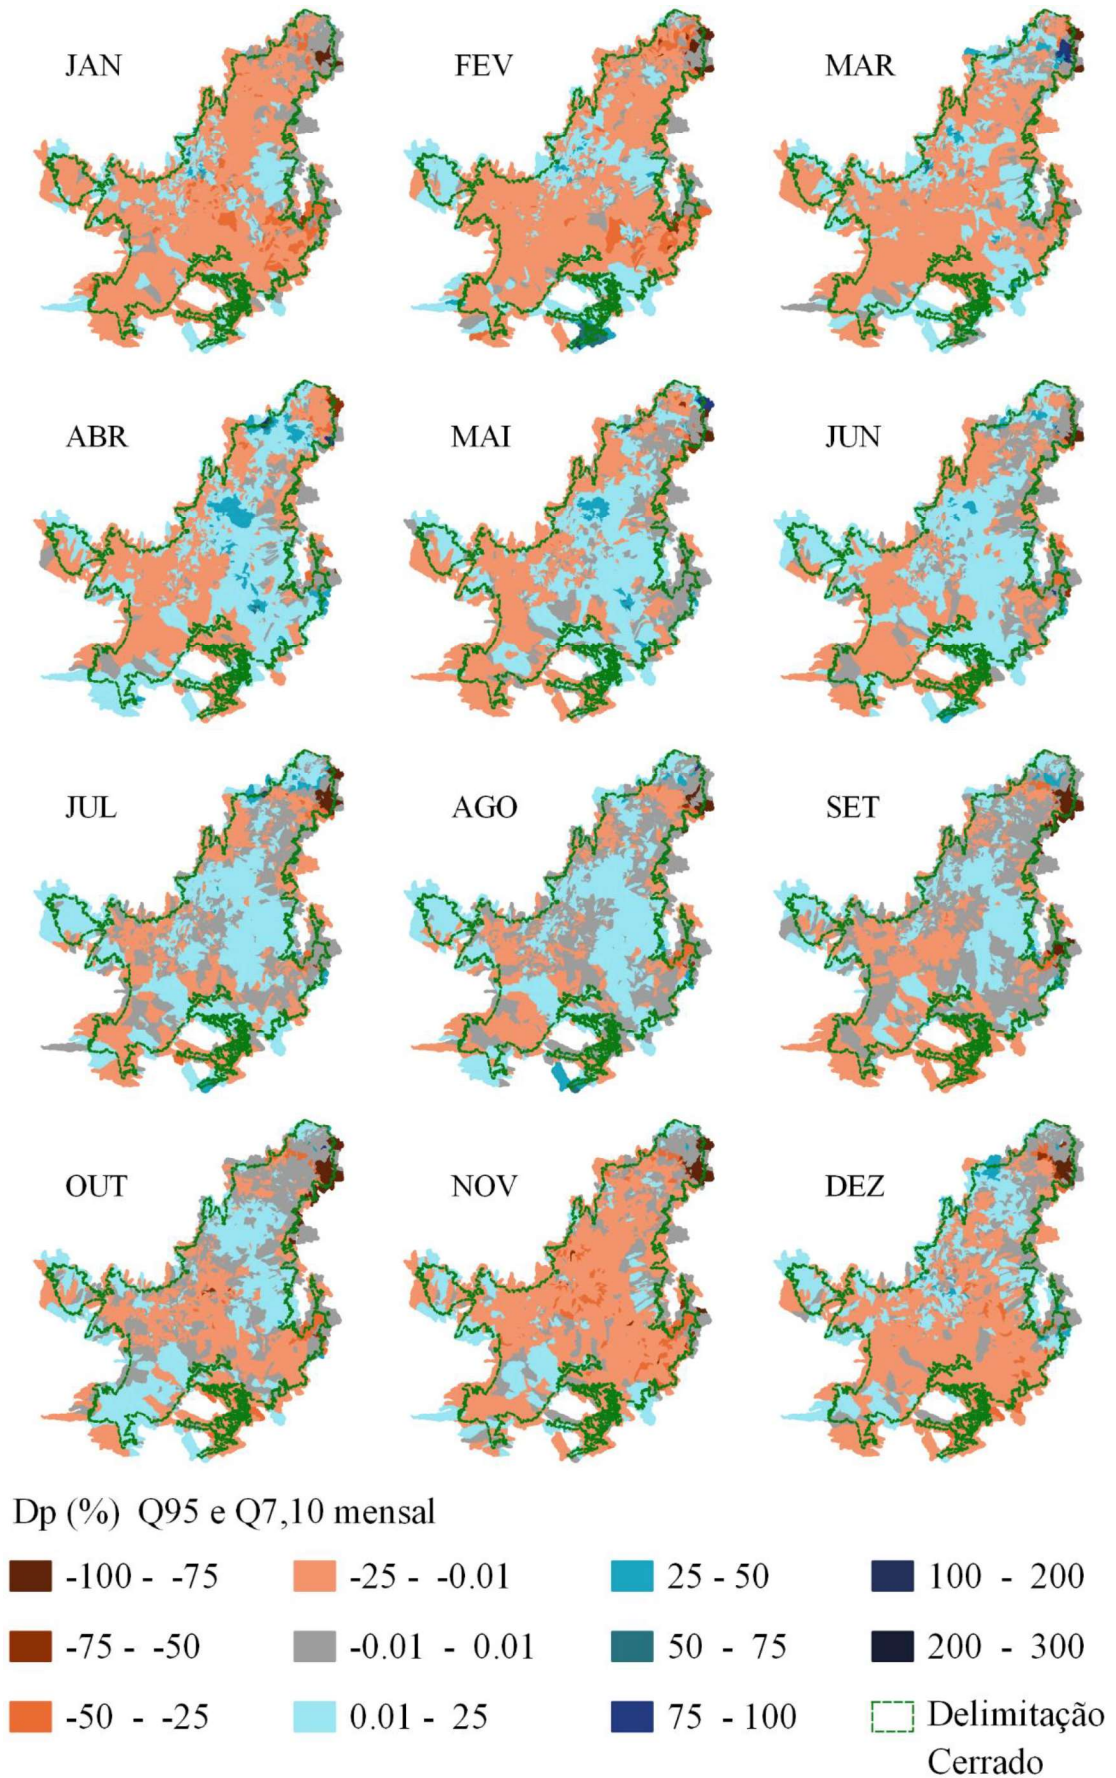 JAN
FEV
MAR
ABR
MAI
JUN
JUL
AGO
SET
OUT
NOV
DEZ
Dp (%) Q95 e Q7,10 mensal
-100 - -75
-25 - -0.01
25 - 50
100 - 200
-75 - -50
-0.01 - 0.01
50 - 75
200 - 300
-50 - -25
0.01 - 25
75 - 100
Delimitação
Cerrado